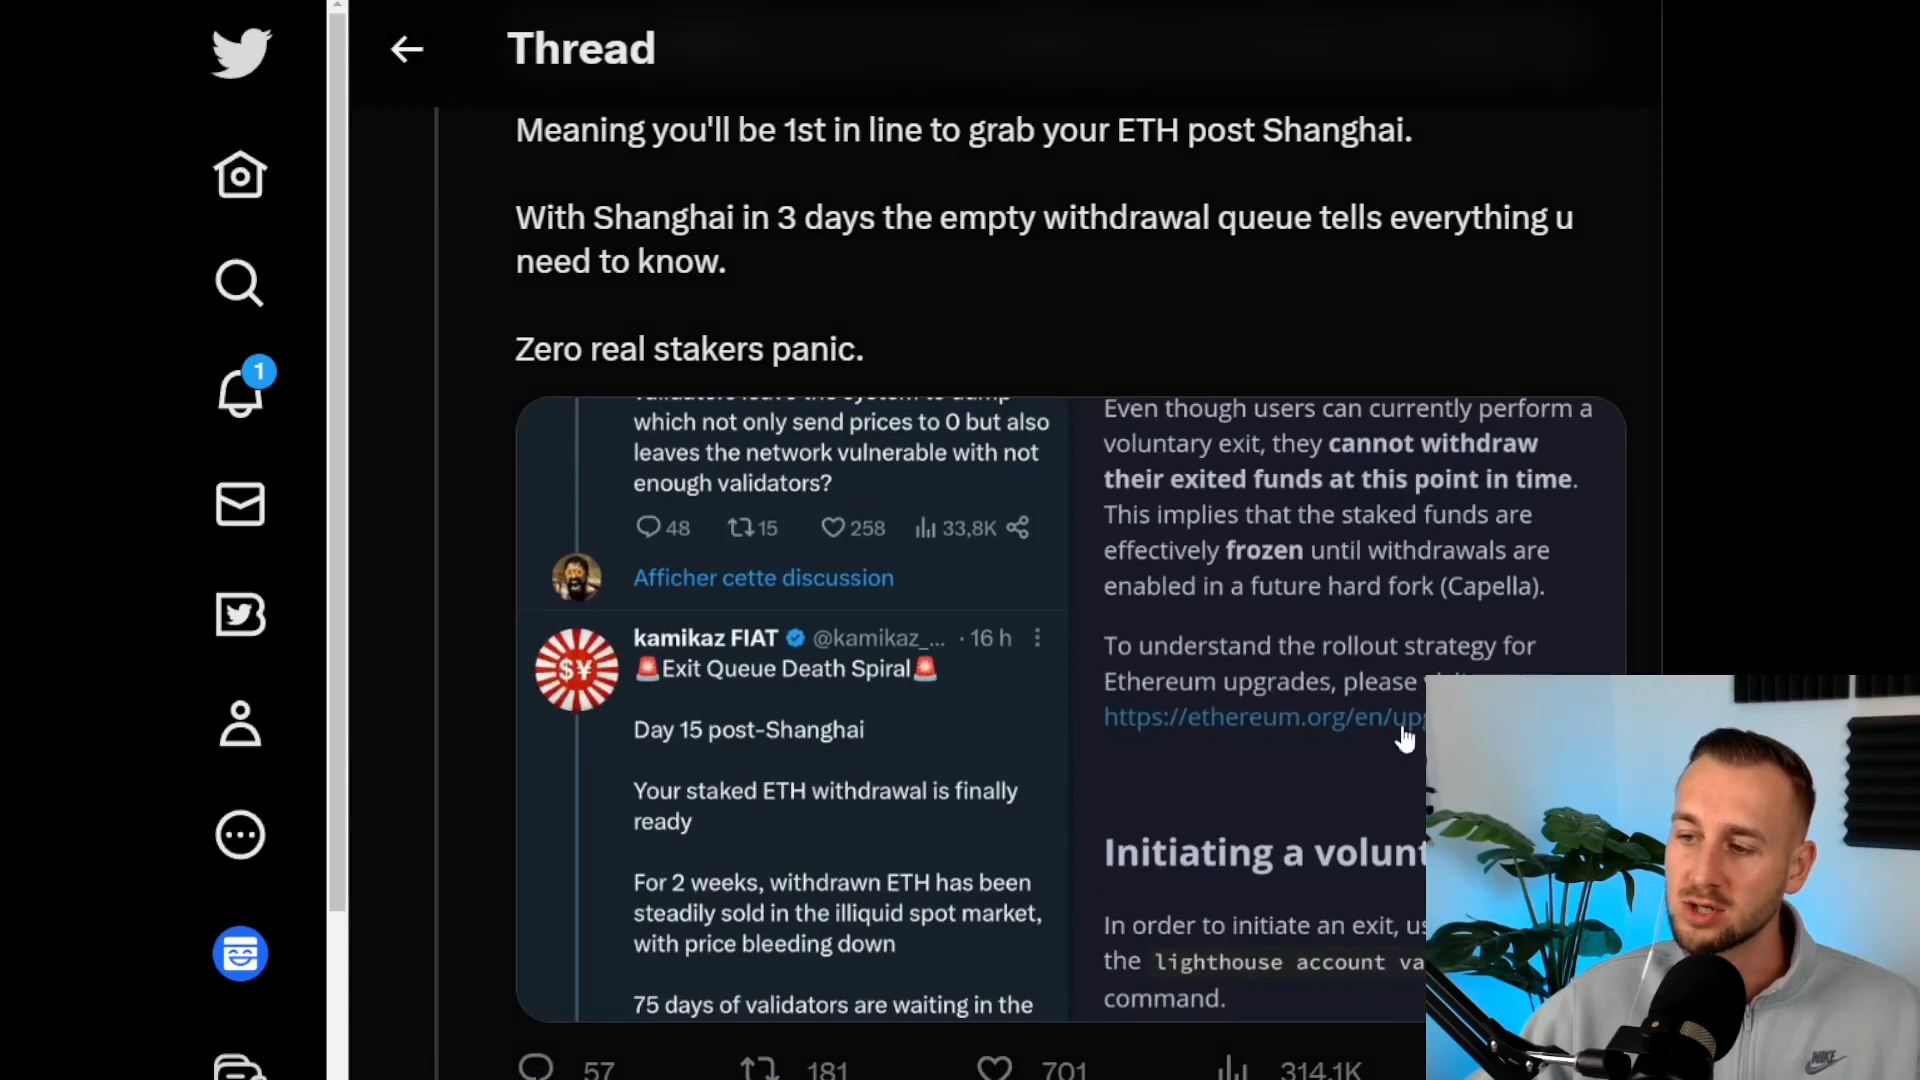 Thread
Meaning you'll be 1st in line to grab your ETH post Shanghai.
With Shanghai in 3 days the empty withdrawal queue tells everything u
need to know.
Zero real stakers panic.
which not only send prices to 0 but also
leaves the network vulnerable with not
enough validators?
48 15 258 33,8K
Afficher cette discussion
kamikaz FIAT @kamikaz_... · 16 h
🚨Exit Queue Death Spiral🚨
Day 15 post-Shanghai
Your staked ETH withdrawal is finally
ready
For 2 weeks, withdrawn ETH has been
steadily sold in the illiquid spot market,
with price bleeding down
75 days of validators are waiting in the
Even though users can currently perform a
voluntary exit, they cannot withdraw
their exited funds at this point in time.
This implies that the staked funds are
effectively frozen until withdrawals are
enabled in a future hard fork (Capella).
To understand the rollout strategy for
Ethereum upgrades, please
https://ethereum.org/en/upg
Initiating a volunt
In order to initiate an exit, us
the lighthouse account va
command.
57 181 701 314.1K
1
$¥
NIKE